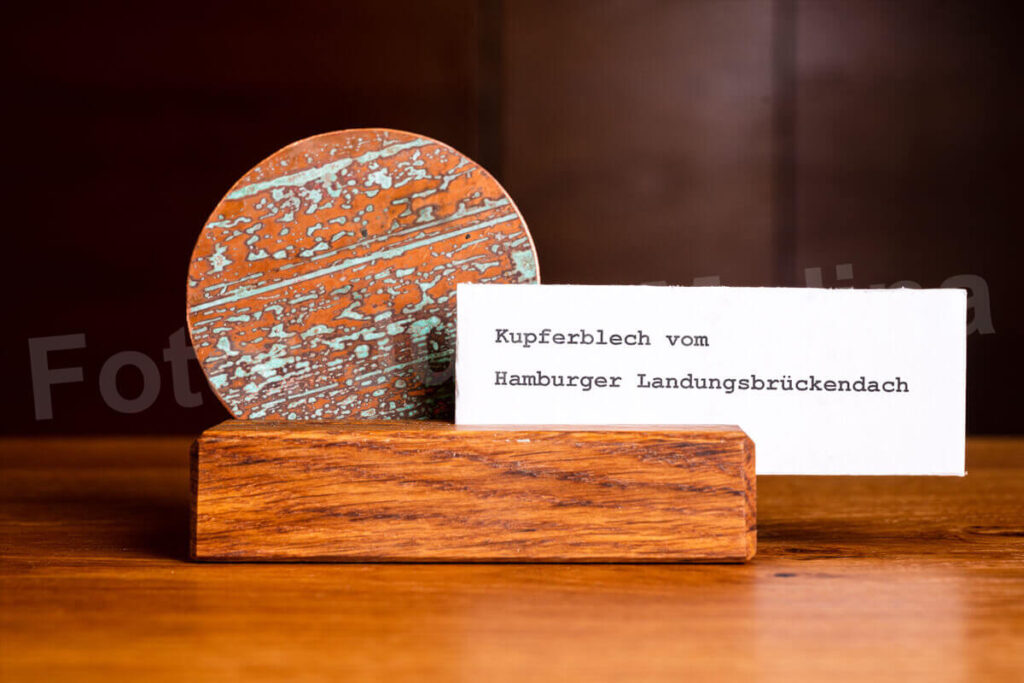 Kupferblech vom
Hamburger Landungsbrückendach